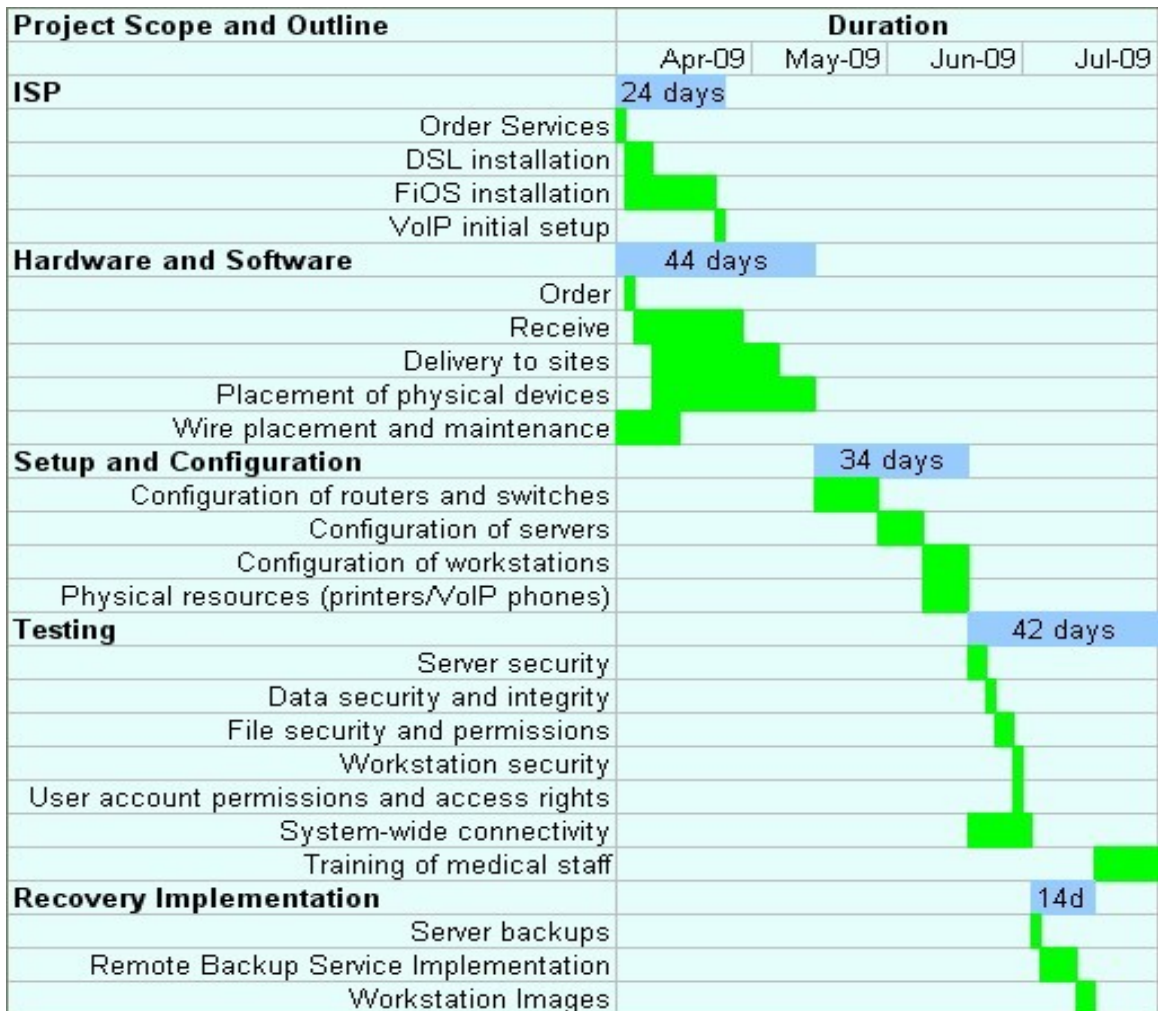 Project Scope and Outline Duration
Apr-09 May-09 Jun-09 Jul-09
ISP 24 days
Order Services
DSL installation
FiOS installation
VoIP initial setup
Hardware and Software 44 days
Order
Receive
Delivery to sites
Placement of physical devices
Wire placement and maintenance
Setup and Configuration 34 days
Configuration of routers and switches
Configuration of servers
Configuration of workstations
Physical resources (printers/VoIP phones)
Testing 42 days
Server security
Data security and integrity
File security and permissions
Workstation security
User account permissions and access rights
System-wide connectivity
Training of medical staff
Recovery Implementation 14d
Server backups
Remote Backup Service Implementation
Workstation Images